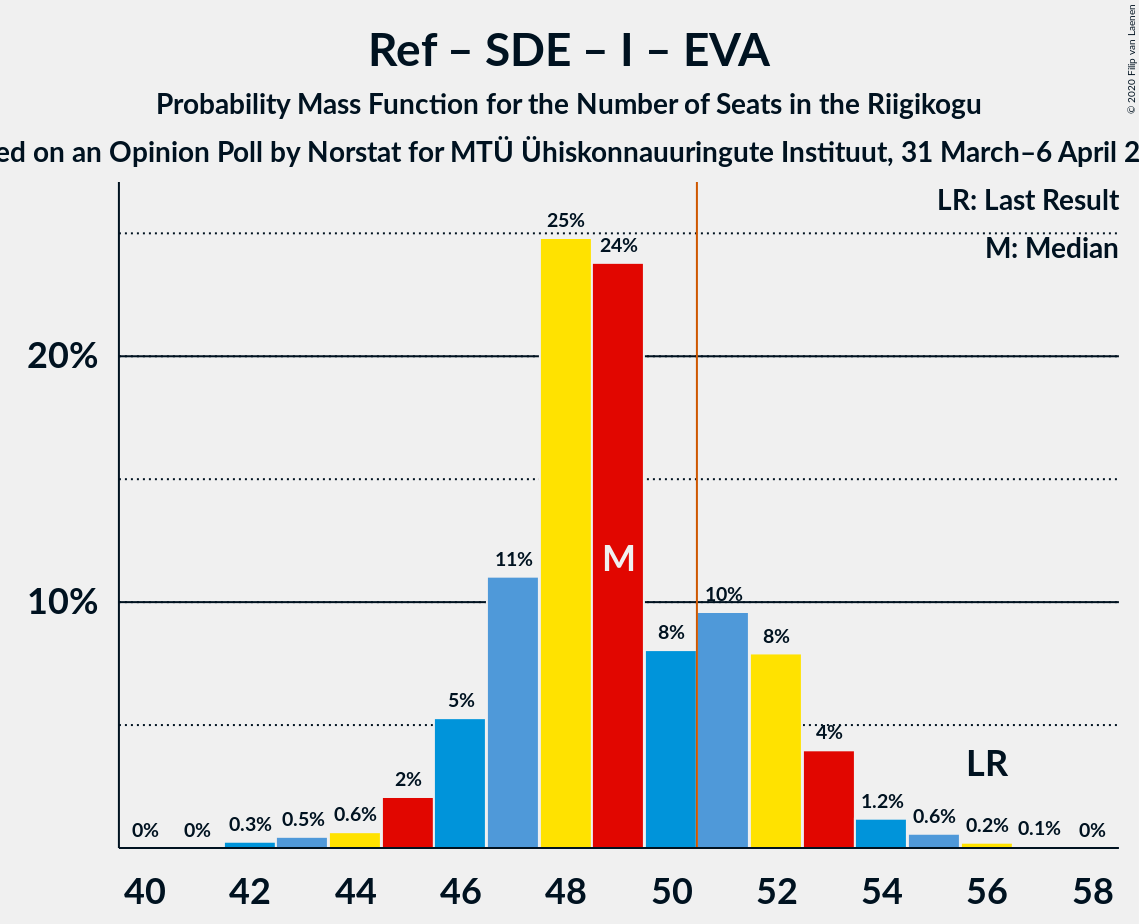 Ref – SDE – I – EVA
Probability Mass Function for the Number of Seats in the Riigikogu
on an Opinion Poll by Norstat for MTÜ Ühiskonnauuringute Instituut, 31 March–6 April
© 2020 Filip van Laenen
LR: Last Result
M: Median
25%
24%
20%
M
11%
10%
10%
8%
8%
5%
4%
LR
2%
1.2%
0.6%
0.6%
0.5%
0.3%
0.2%
0.1%
0%
0%
0%
40 42 44 46 48 50 52 54 56 58